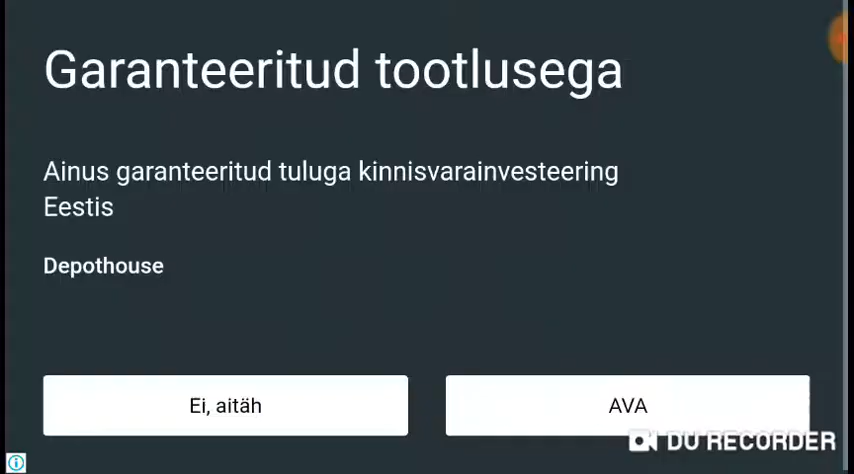 Garanteeritud tootlusega
Ainus garanteeritud tuluga kinnisvarainvesteering
Eestis
Depothouse
Ei, aitäh
AVA
DU RECORDER